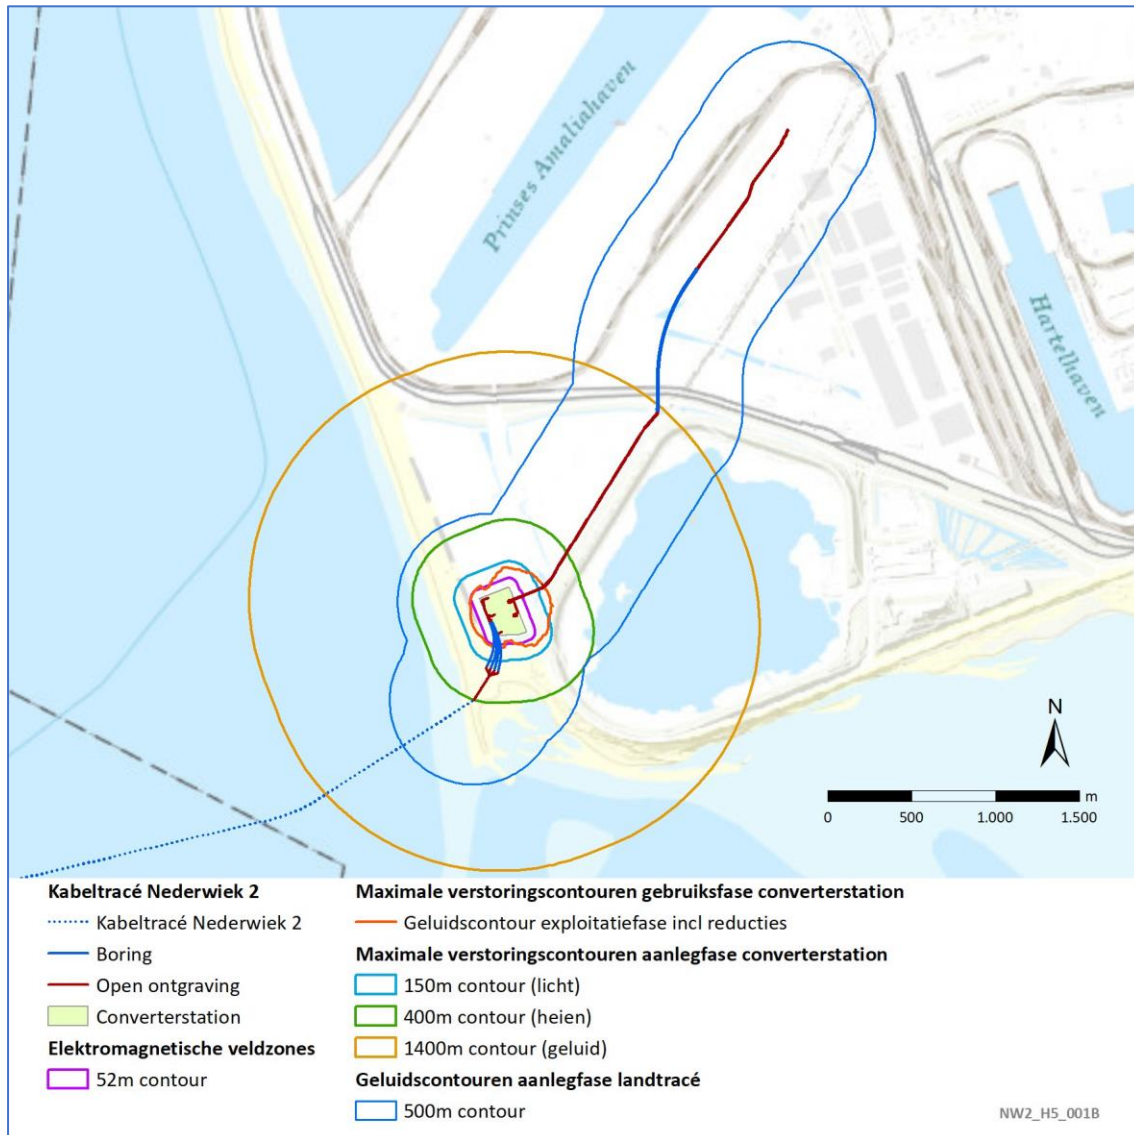 Prinses Amaliahaven
Hartelhaven
N
0 500 1.000 1.500 m
Kabeltracé Nederwiek 2
Kabeltracé Nederwiek 2
Boring
Open ontgraving
Converterstation
Elektromagnetische veldzones
52m contour
Maximale verstoringscontouren gebruiksfase converterstation
Geluidscontour exploitatiefase incl reducties
Maximale verstoringscontouren aanlegfase converterstation
150m contour (licht)
400m contour (heien)
1400m contour (geluid)
Geluidscontouren aanlegfase landtracé
500m contour
NW2_H5_001B